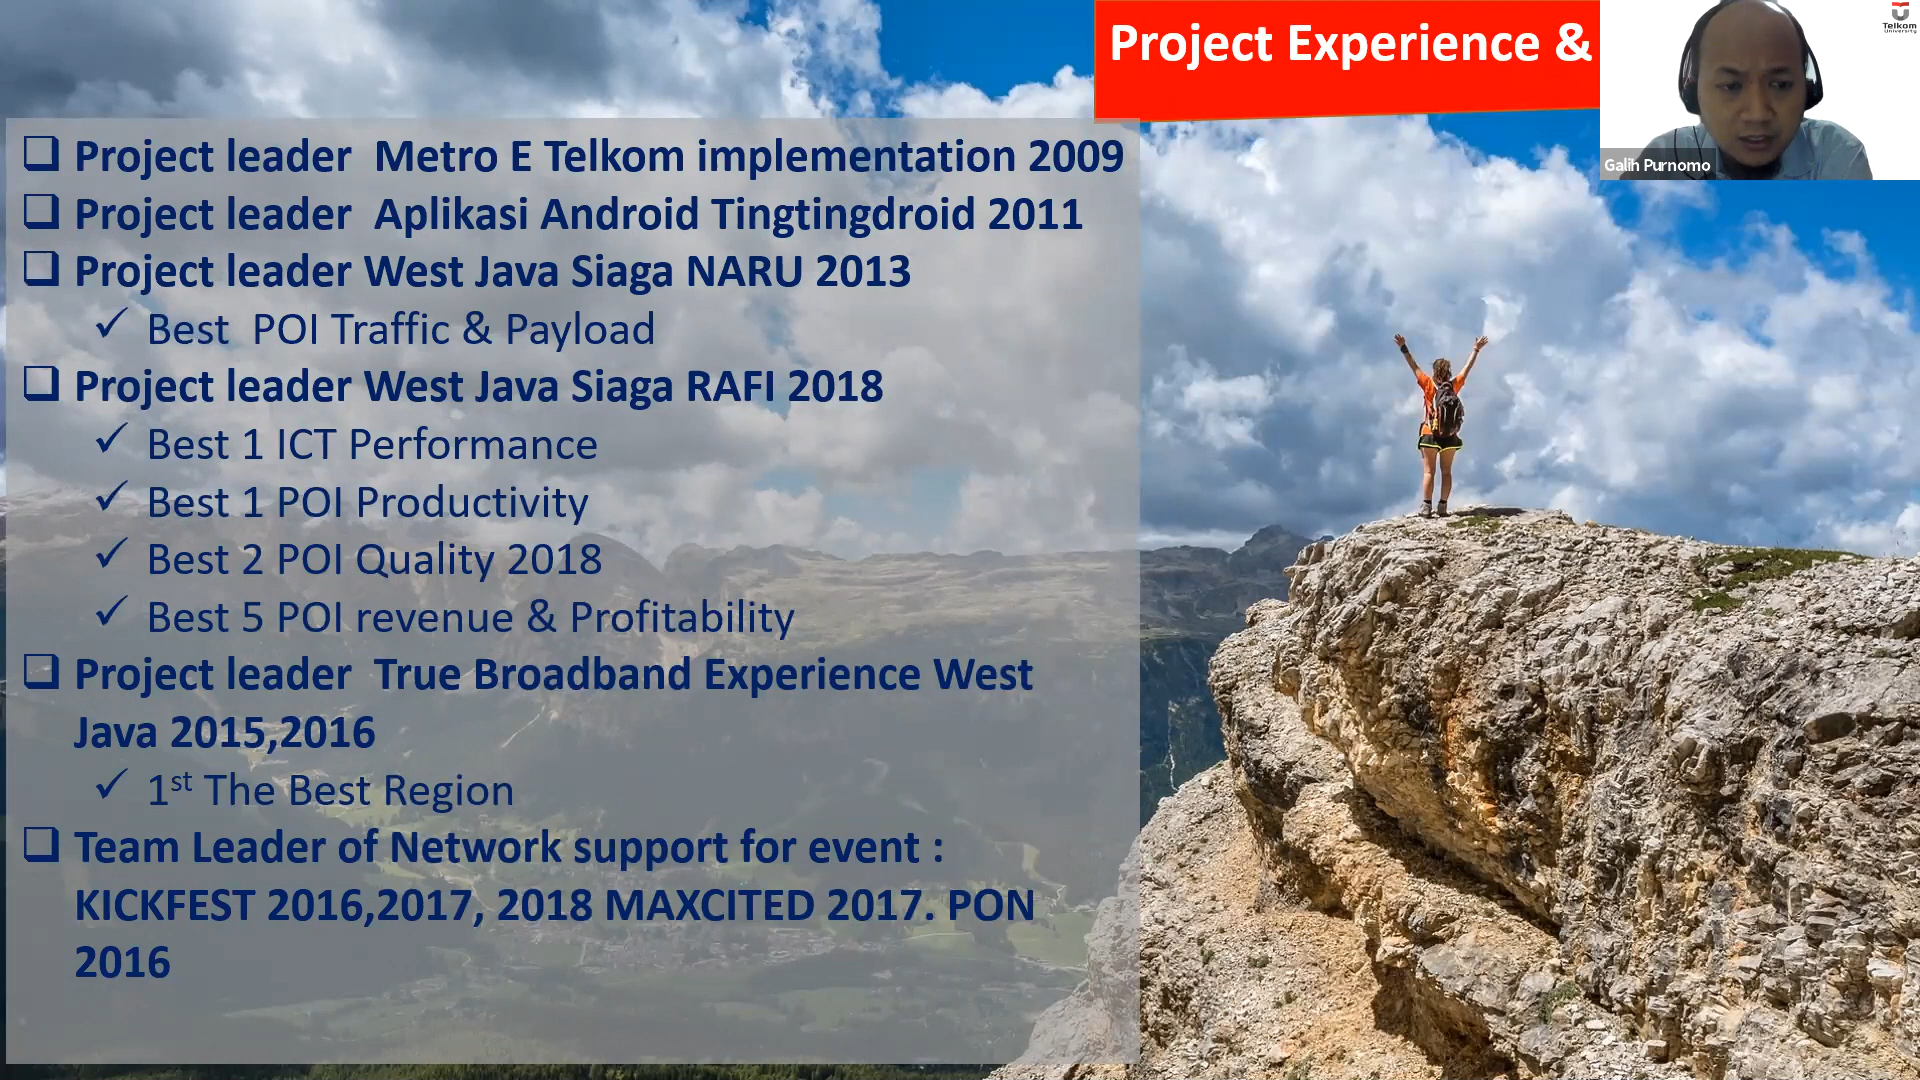 Project Experience &
Telkom
University
Galih Purnomo
❑ Project leader  Metro E Telkom implementation 2009
❑ Project leader  Aplikasi Android Tingtingdroid 2011
❑ Project leader West Java Siaga NARU 2013
✓ Best  POI Traffic & Payload
❑ Project leader West Java Siaga RAFI 2018
✓ Best 1 ICT Performance
✓ Best 1 POI Productivity
✓ Best 2 POI Quality 2018
✓ Best 5 POI revenue & Profitability
❑ Project leader  True Broadband Experience West
Java 2015,2016
✓ 1st The Best Region
❑ Team Leader of Network support for event :
KICKFEST 2016,2017, 2018 MAXCITED 2017. PON
2016